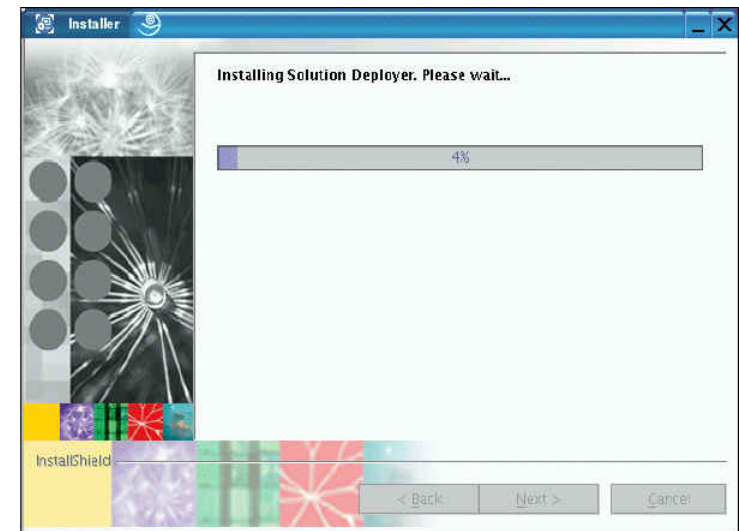 Installer
Installing Solution Deployer. Please wait...
4%
InstallShield
< Back
Next >
Cancel